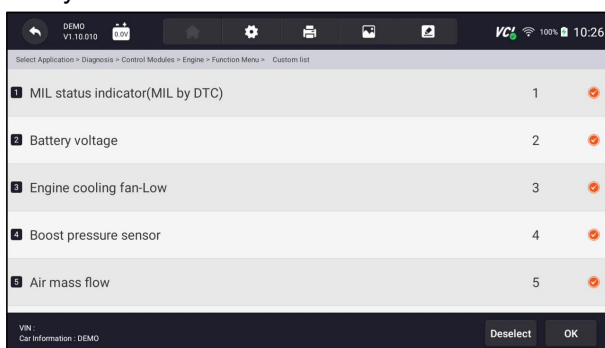 DEMO
V1.10.010
0.0V
VCI
100%
10:26
Select Application > Diagnosis > Control Modules > Engine > Function Menu > Custom list
1 MIL status indicator(MIL by DTC) 1
2 Battery voltage 2
3 Engine cooling fan-Low 3
4 Boost pressure sensor 4
5 Air mass flow 5
VIN :
Car Information : DEMO
Deselect
OK